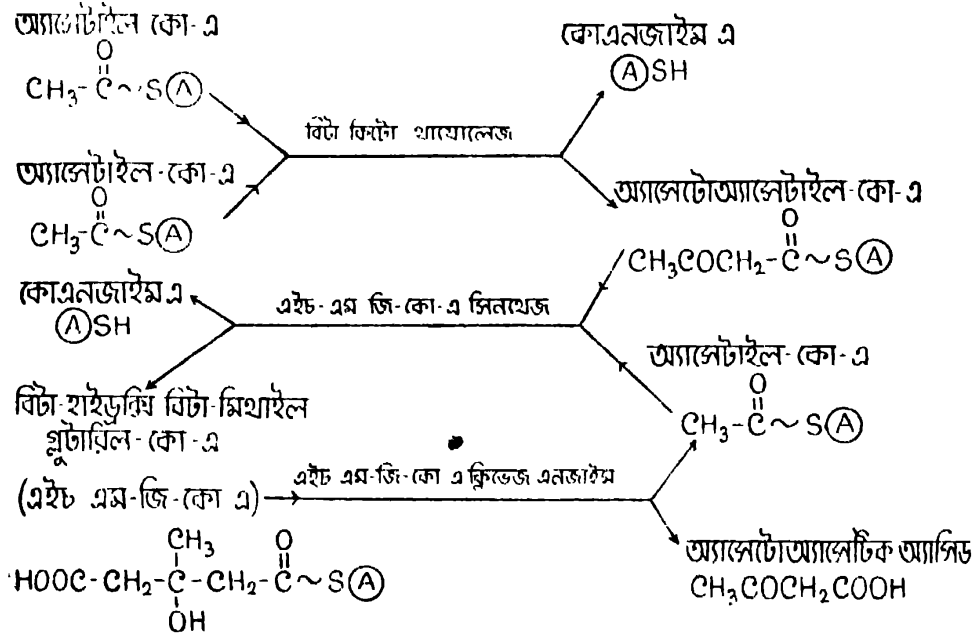 অ্যাসেটাইল কো-এ
O
CH₃-C~S(A)
কোএনজাইম এ
(A)SH
বিটা কিটো থায়োলেজ
অ্যাসেটাইল-কো-এ
O
CH₃-C~S(A)
অ্যাসেটোঅ্যাসেটাইল-কো-এ
O
CH₃COCH₂-C~S(A)
কোএনজাইম এ
(A)SH
এইচ-এম জি-কো-এ সিনথেজ
অ্যাসেটাইল-কো-এ
O
CH₃-C~S(A)
বিটা-হাইড্রক্সি বিটা-মিথাইল
গ্লুটারিল-কো-এ
(এইচ এম-জি-কো এ)
এইচ এম-জি-কো এ ক্লিভেজ এনজাইম
CH₃ O
HOOC-CH₂-C-CH₂-C~S(A)
OH
অ্যাসেটোঅ্যাসেটিক অ্যাসিড
CH₃COCH₂COOH